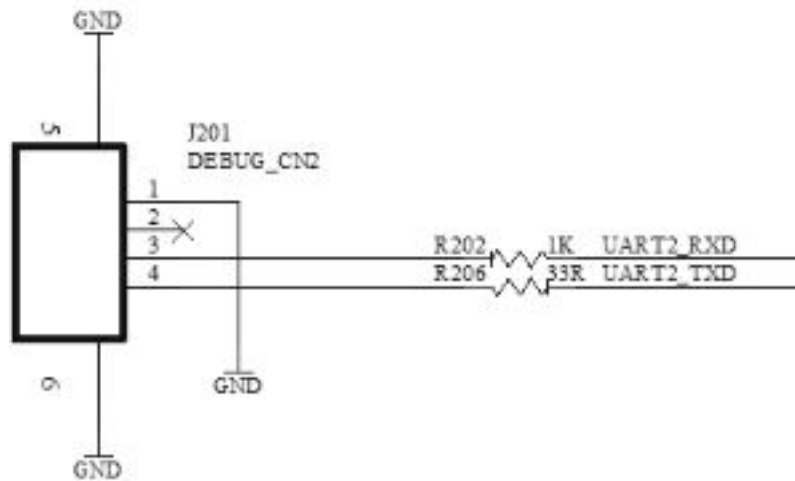 GND
5
J201
DEBUG_CN2
1
2
3
R202 1K UART2_RXD
4
R206 33R UART2_TXD
6
GND
GND